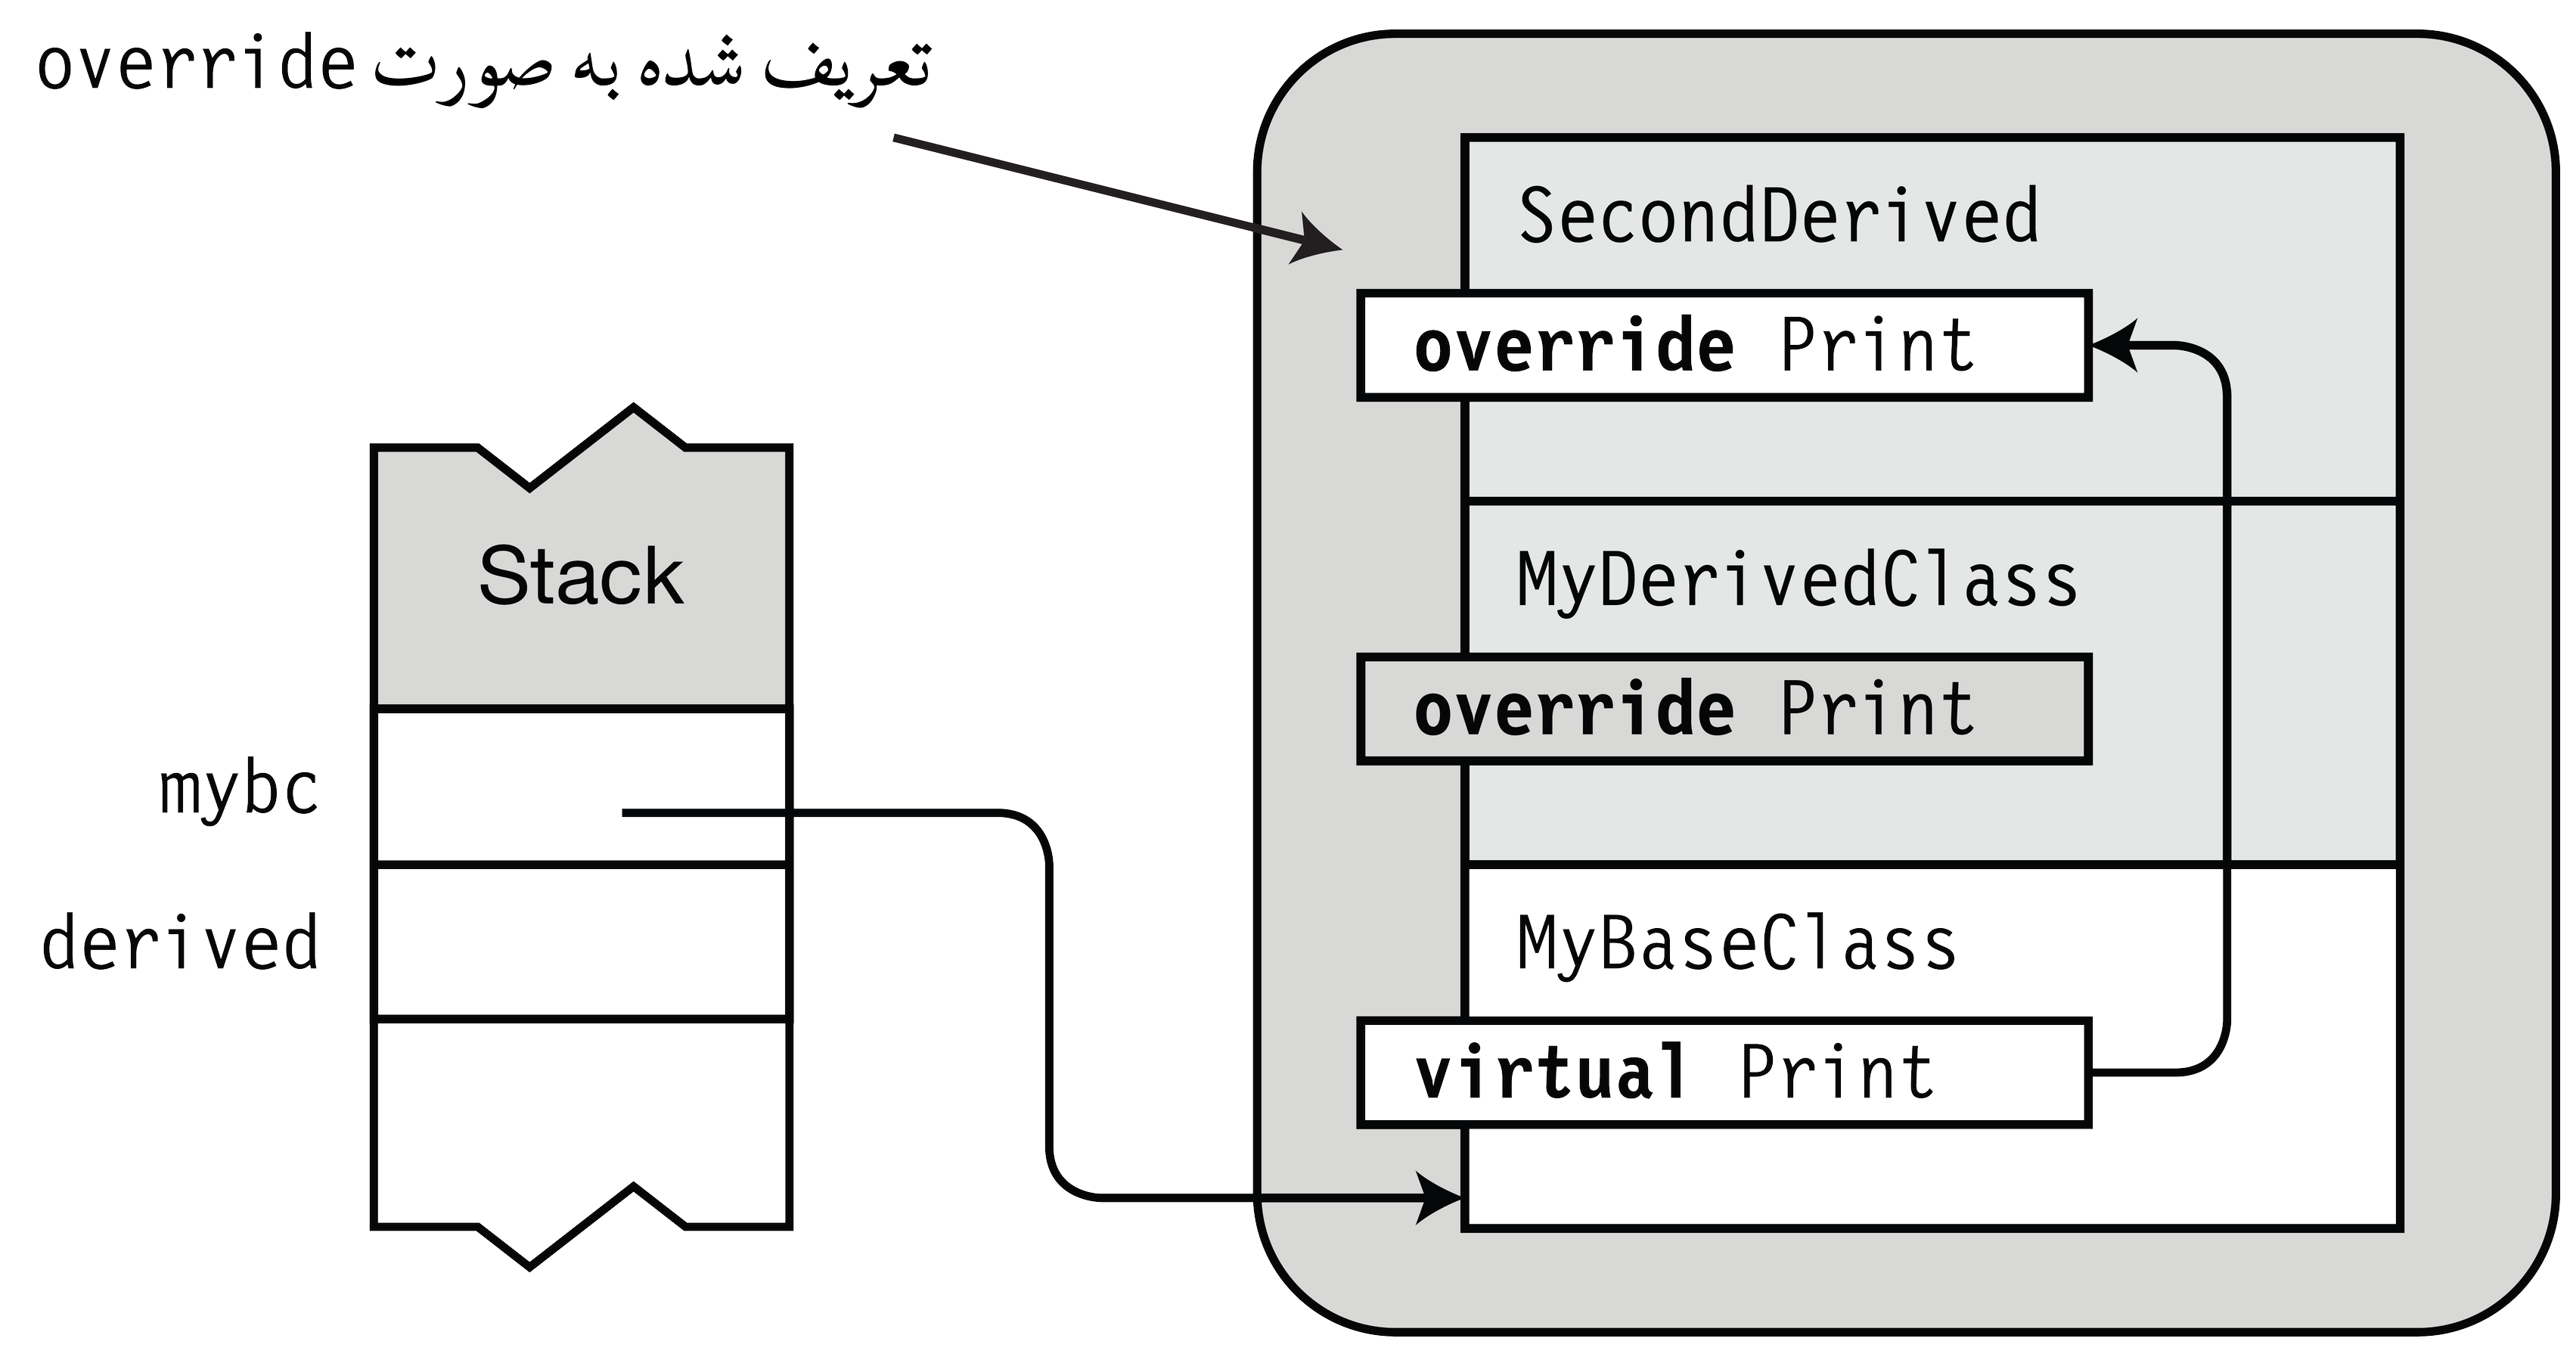 تعریف شده به صورت override
SecondDerived
override Print
Stack
MyDerivedClass
override Print
mybc
derived
MyBaseClass
virtual Print